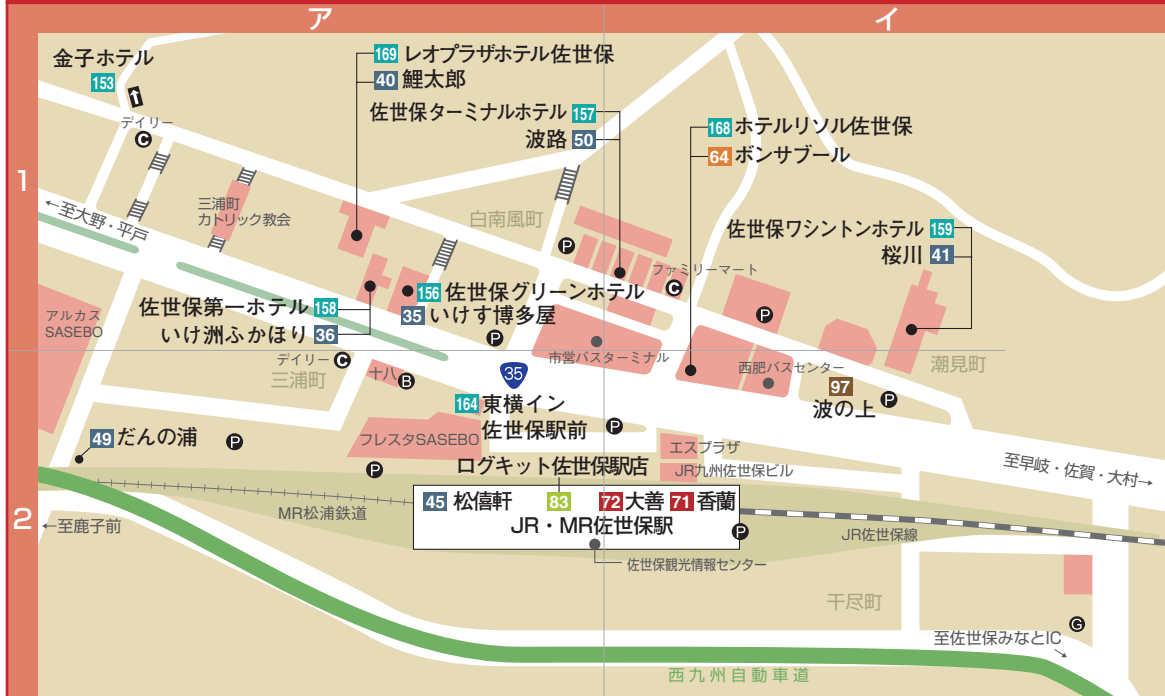 ア
イ
1
2
金子ホテル
153
デイリー
C
169 レオプラザホテル佐世保
40 鯉太郎
佐世保ターミナルホテル 157
波路 50
168 ホテルリソル佐世保
64 ボンサブール
佐世保ワシントンホテル 159
桜川 41
←至大野・平戸
三浦町
カトリック教会
白南風町
P
ファミリーマート
C
P
アルカス
SASEBO
佐世保第一ホテル 158
いけ洲ふかほり 36
156 佐世保グリーンホテル
35 いけす博多屋
P
市営バスターミナル
西肥バスセンター
潮見町
デイリー C
三浦町
十八 B
35
97
波の上
P
164 東横イン
佐世保駅前
P
49 だんの浦
P
フレスタSASEBO
P
エスプラザ
JR九州佐世保ビル
至早岐・佐賀・大村→
ログキット佐世保駅店
45 松僖軒
83
72 大善
71 香蘭
JR・MR佐世保駅
P
MR松浦鉄道
←至鹿子前
JR佐世保線
佐世保観光情報センター
干尽町
G
至佐世保みなとIC
→
西九州自動車道